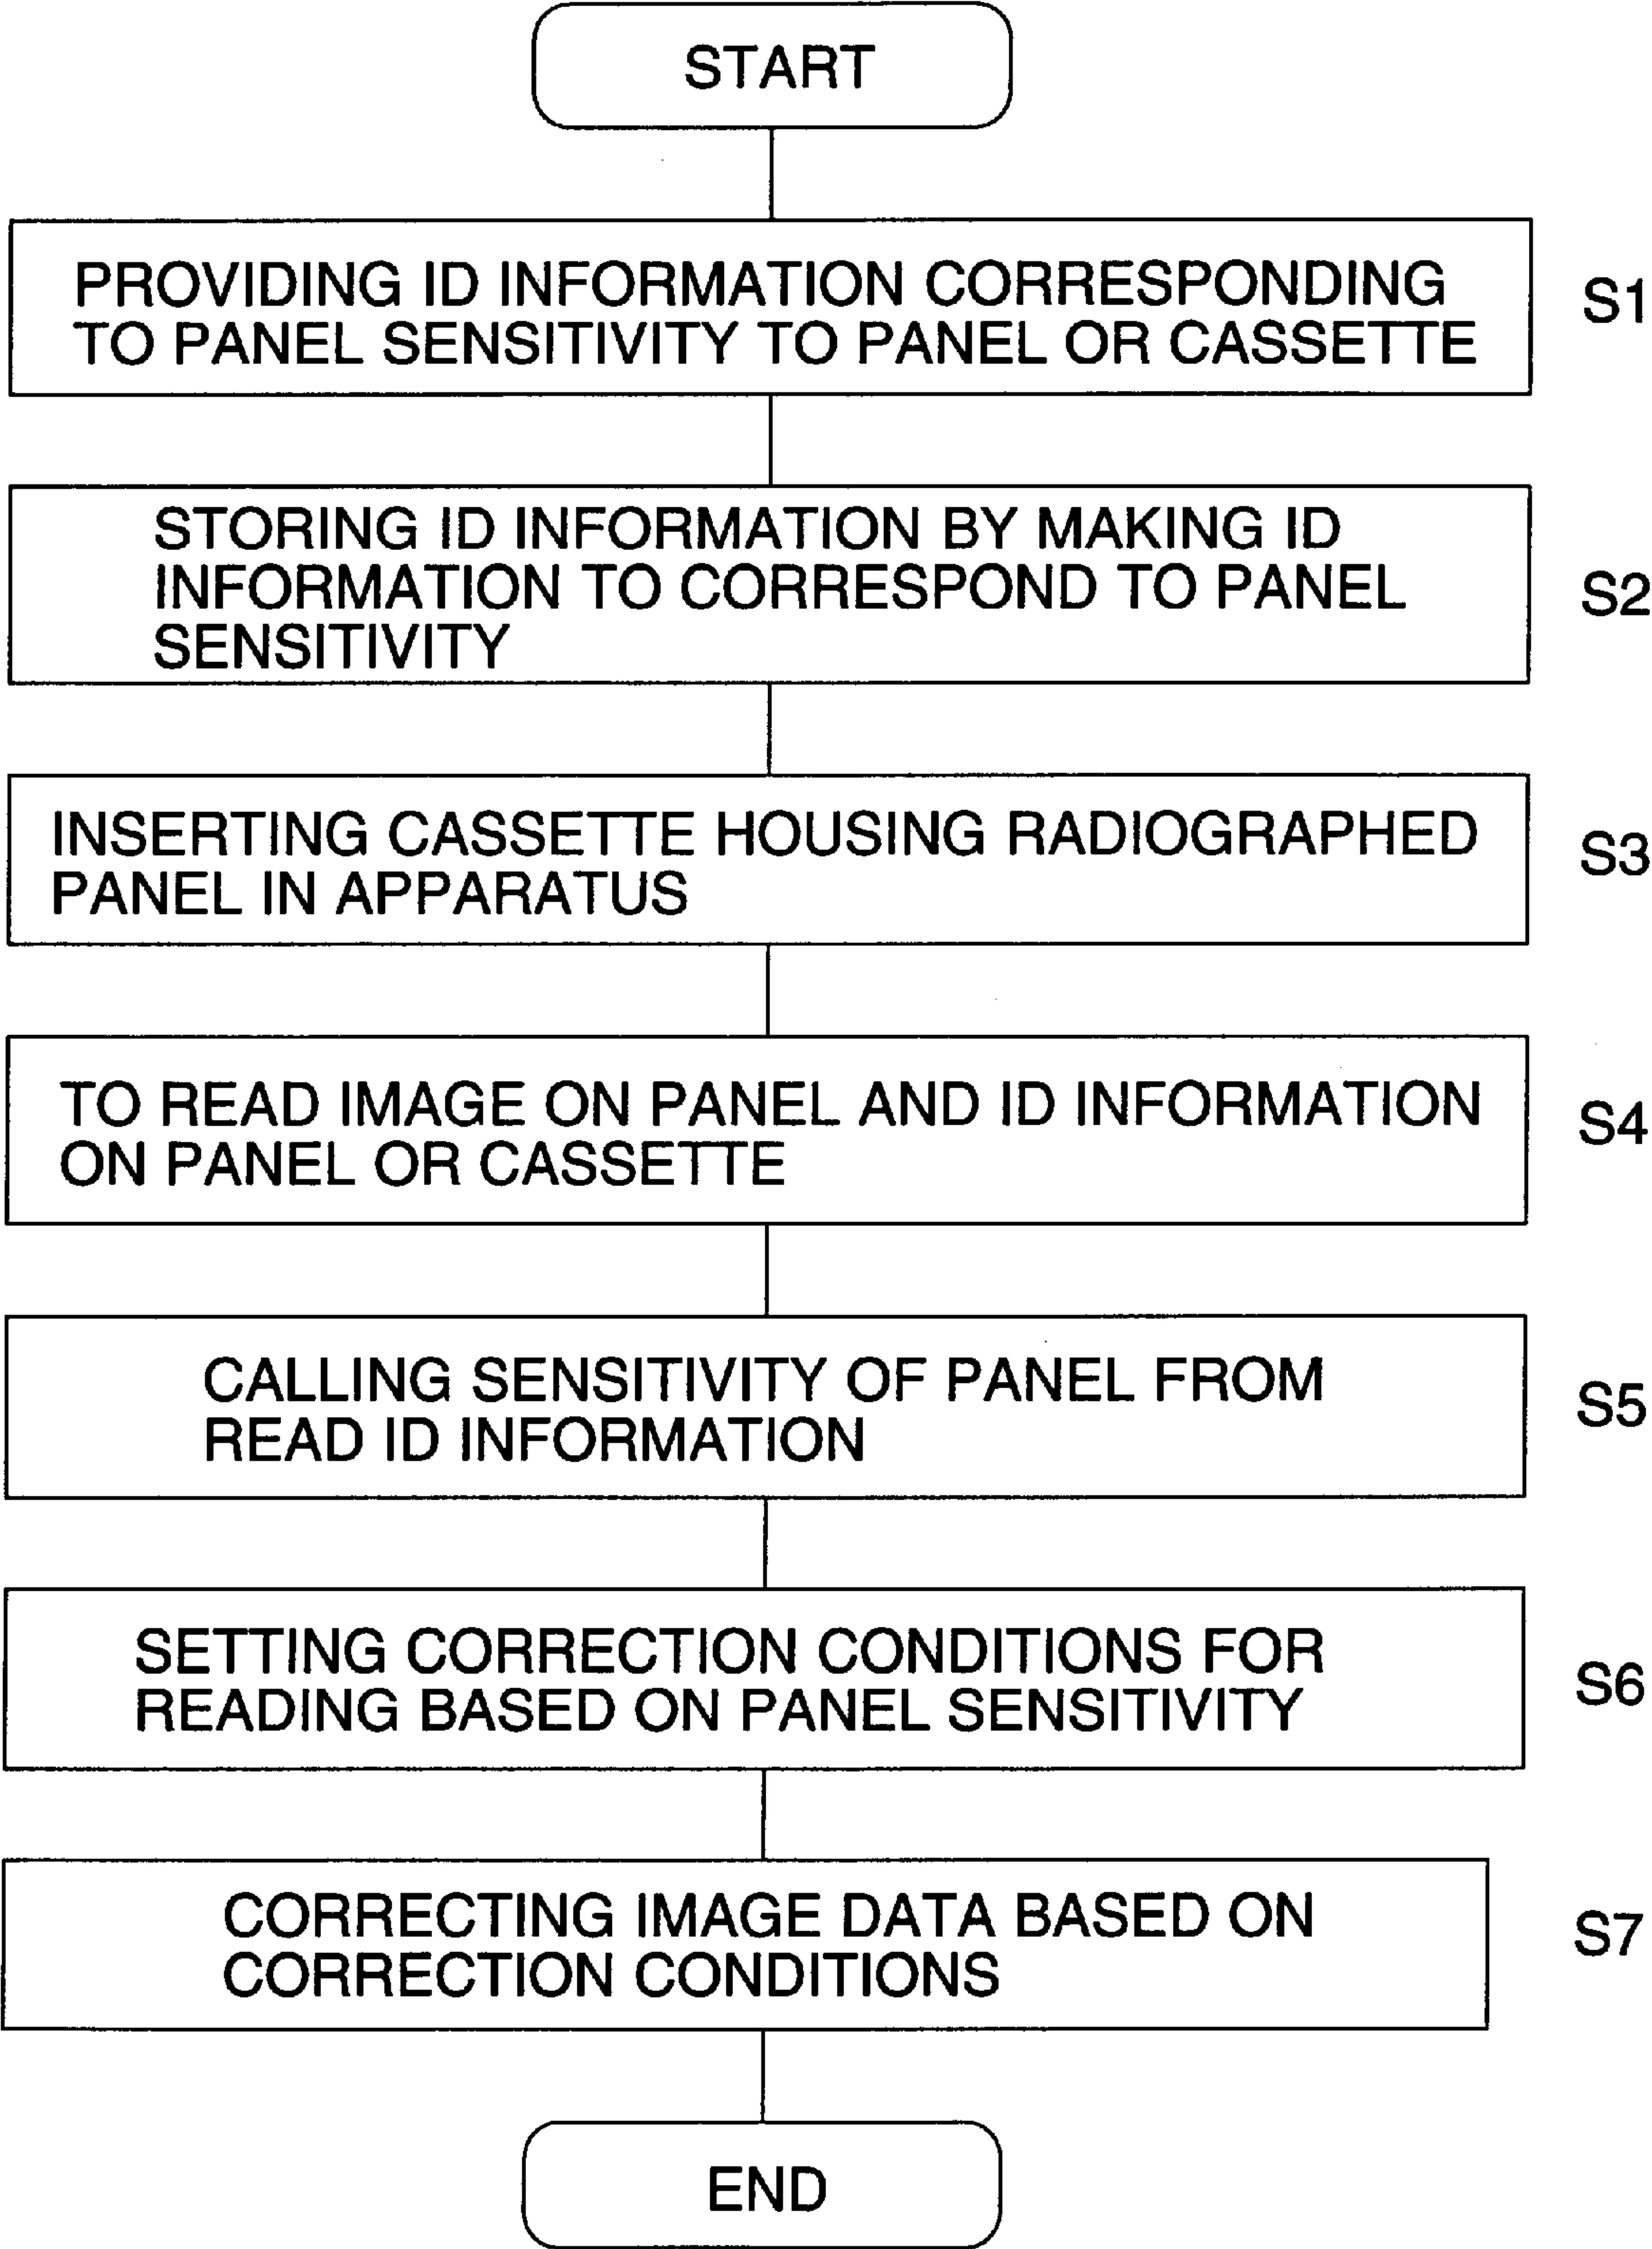 START
PROVIDING ID INFORMATION CORRESPONDING
TO PANEL SENSITIVITY TO PANEL OR CASSETTE
S1
STORING ID INFORMATION BY MAKING ID
INFORMATION TO CORRESPOND TO PANEL
SENSITIVITY
S2
INSERTING CASSETTE HOUSING RADIOGRAPHED
PANEL IN APPARATUS
S3
TO READ IMAGE ON PANEL AND ID INFORMATION
ON PANEL OR CASSETTE
S4
CALLING SENSITIVITY OF PANEL FROM
READ ID INFORMATION
S5
SETTING CORRECTION CONDITIONS FOR
READING BASED ON PANEL SENSITIVITY
S6
CORRECTING IMAGE DATA BASED ON
CORRECTION CONDITIONS
S7
END